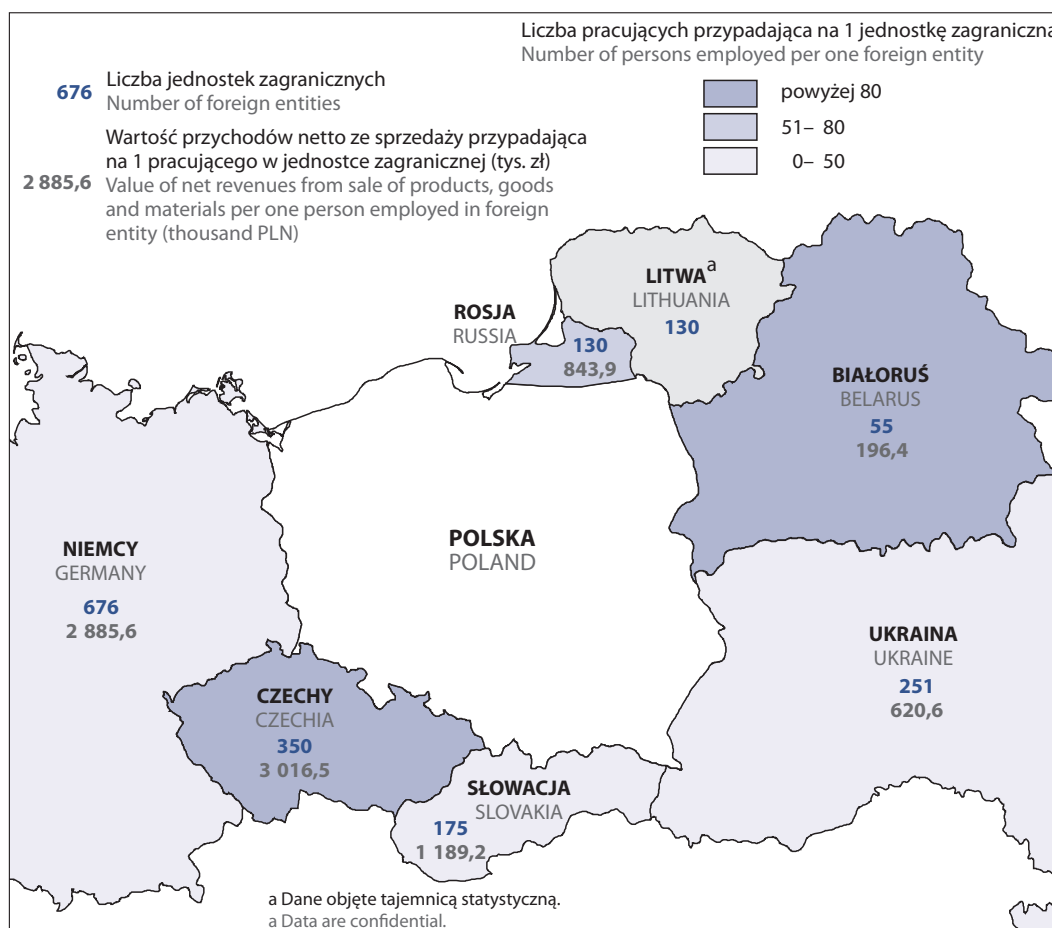 Liczba pracujących przypadająca na 1 jednostkę zagraniczną
Number of persons employed per one foreign entity
powyżej 80
51– 80
0– 50
676
Liczba jednostek zagranicznych
Number of foreign entities
Wartość przychodów netto ze sprzedaży przypadająca
na 1 pracującego w jednostce zagranicznej (tys. zł)
2 885,6
Value of net revenues from sale of products, goods
and materials per one person employed in foreign
entity (thousand PLN)
LITWA a
LITHUANIA
130
ROSJA
RUSSIA
130
843,9
BIAŁORUŚ
BELARUS
55
196,4
POLSKA
POLAND
NIEMCY
GERMANY
676
2 885,6
UKRAINA
UKRAINE
251
620,6
CZECHY
CZECHIA
350
3 016,5
SŁOWACJA
SLOVAKIA
175
1 189,2
a Dane objęte tajemnicą statystyczną.
a Data are confidential.